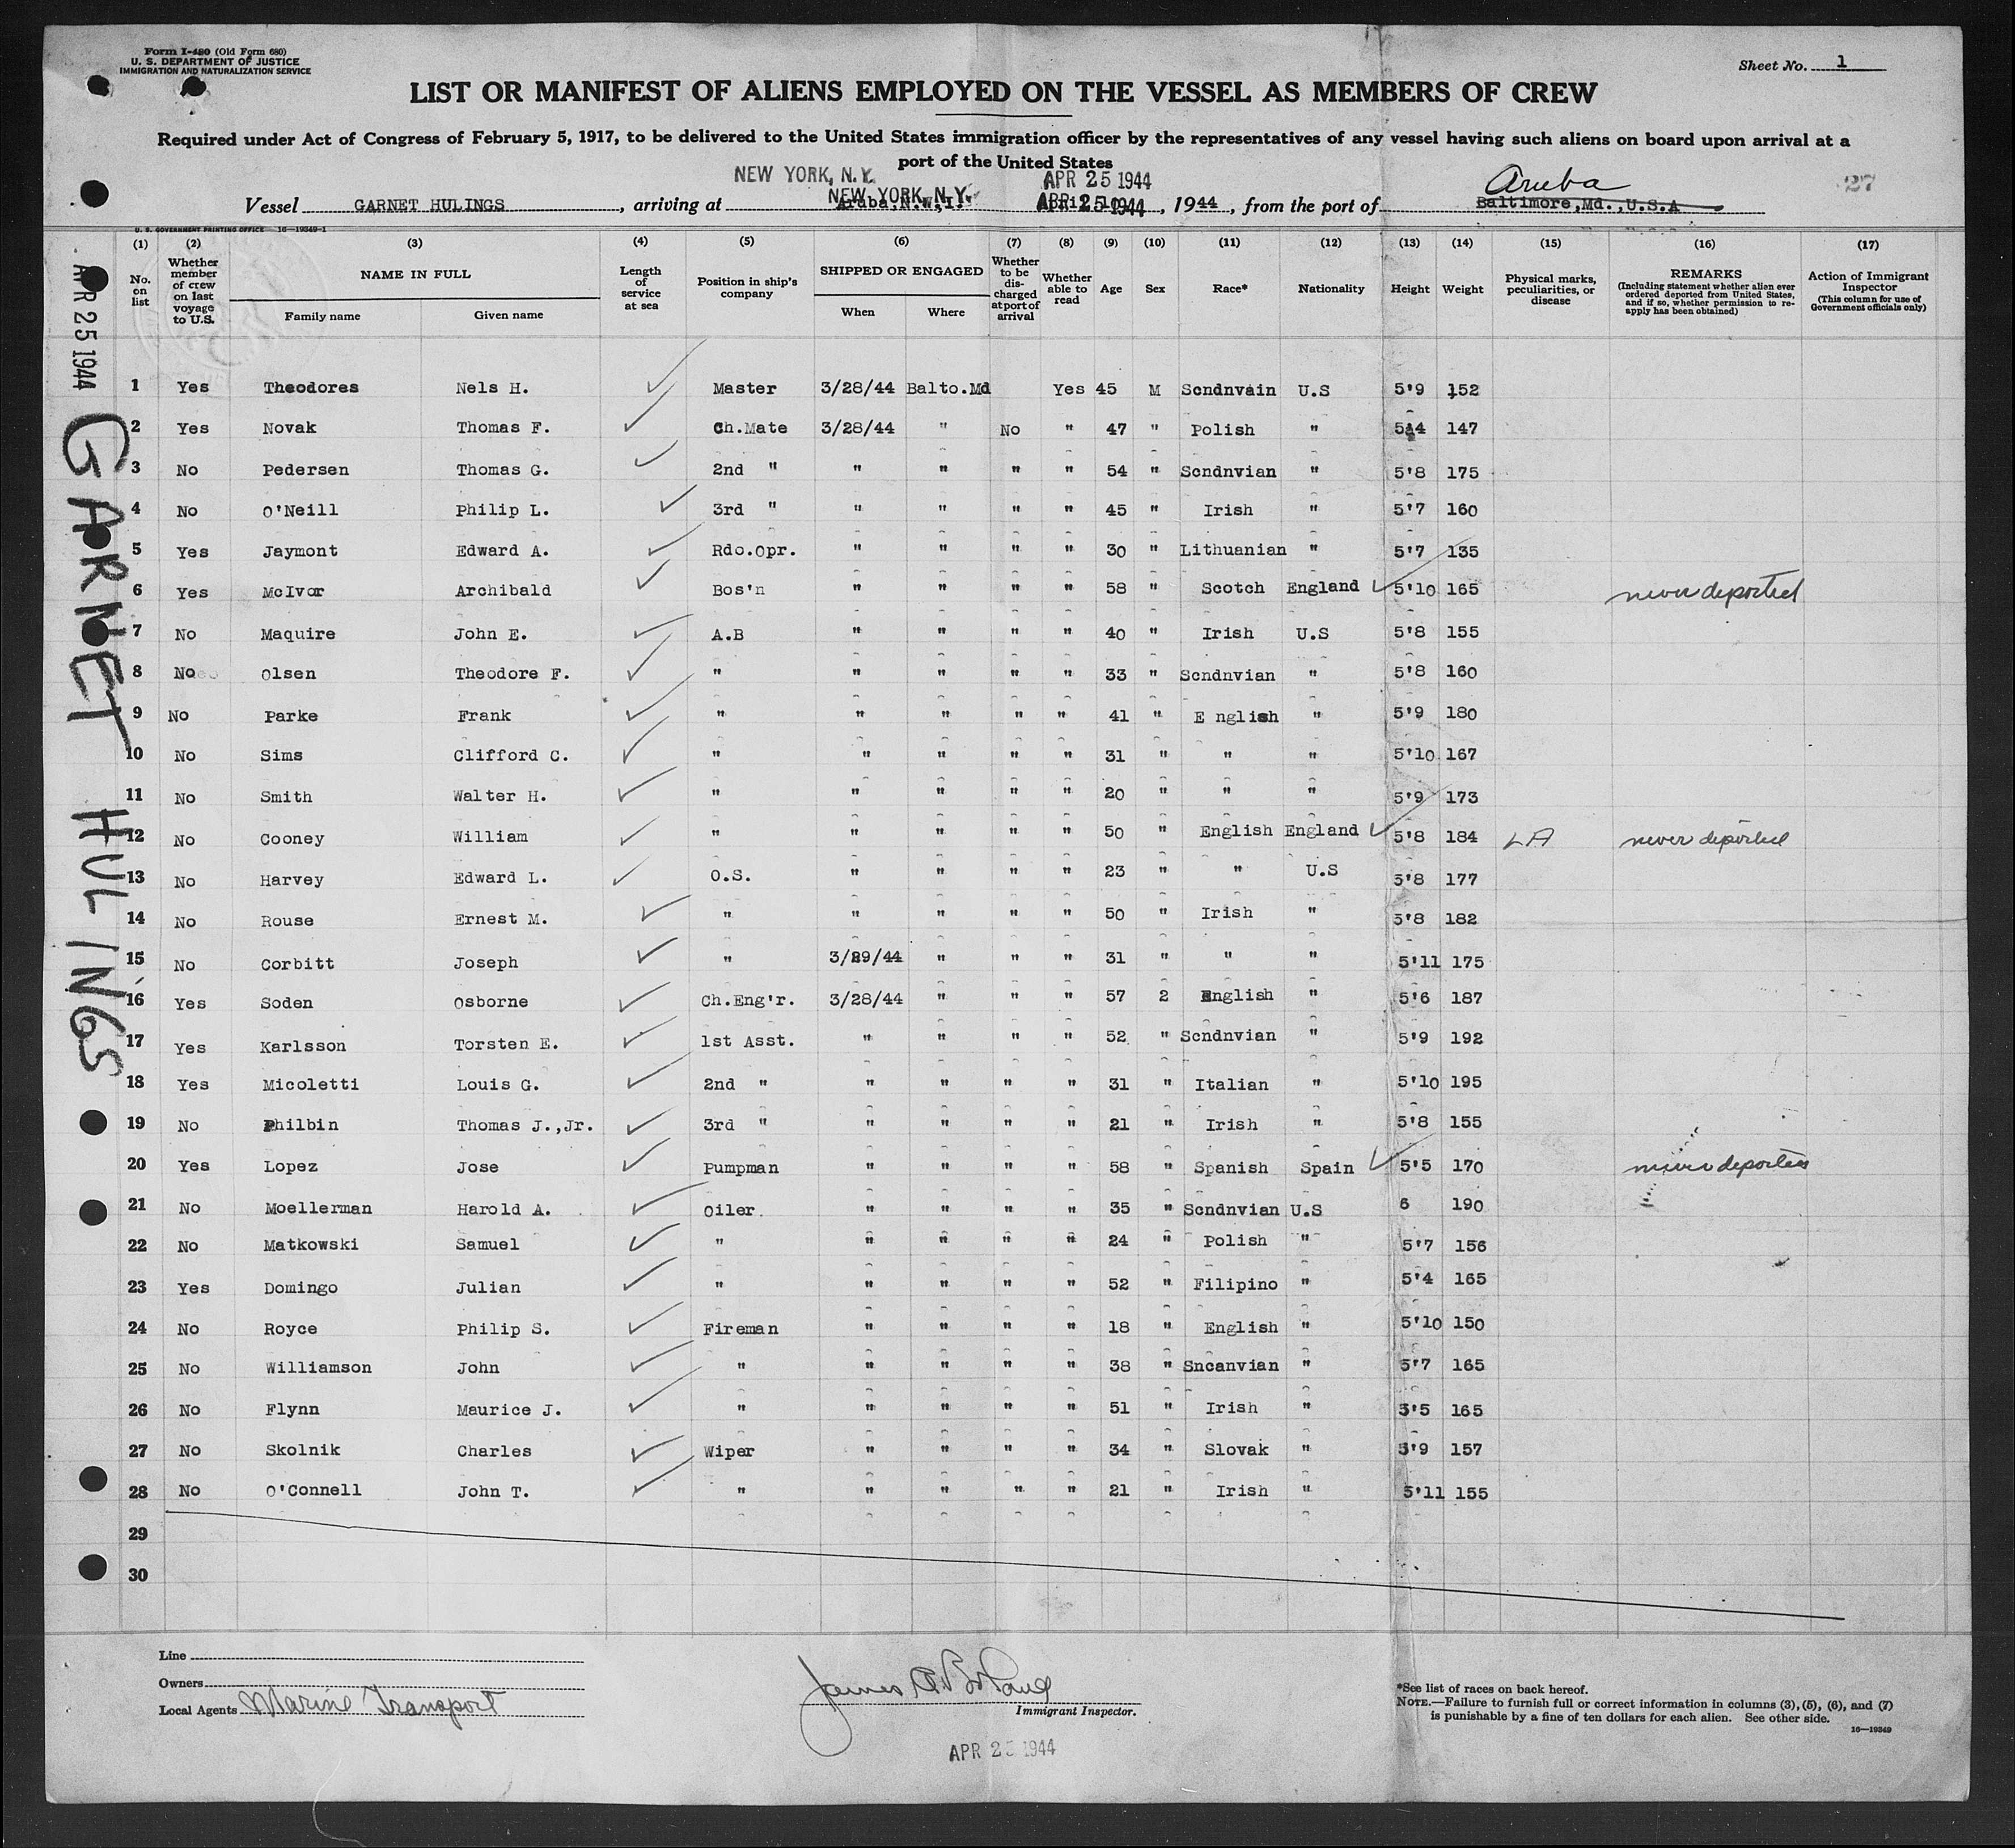 Form I-480 (Old Form 680)
U. S. DEPARTMENT OF JUSTICE
IMMIGRATION AND NATURALIZATION SERVICE
Sheet No. 1
LIST OR MANIFEST OF ALIENS EMPLOYED ON THE VESSEL AS MEMBERS OF CREW
Required under Act of Congress of February 5, 1917, to be delivered to the United States immigration officer by the representatives of any vessel having such aliens on board upon arrival at a
port of the United States
NEW YORK, N.Y. APR 25 1944 Aruba 27
Vessel GARNET HULINGS, arriving at NEW YORK, N.Y. APR 25 1944, 1944, from the port of Baltimore,Md.,U.S.A
U. S. GOVERNMENT PRINTING OFFICE 16-19349-1
(1) (2) (3) (4) (5) (6) (7) (8) (9) (10) (11) (12) (13) (14) (15) (16) (17)
No. on list
Whether member of crew on last voyage to U.S.
NAME IN FULL
Family name Given name
Length of service at sea
Position in ship's company
SHIPPED OR ENGAGED
When Where
Whether to be discharged at port of arrival
Whether able to read
Age
Sex
Race*
Nationality
Height
Weight
Physical marks, peculiarities, or disease
REMARKS
(Including statement whether alien ever ordered deported from United States, and if so, whether permission to reapply has been obtained)
Action of Immigrant Inspector
(This column for use of Government officials only)
APR 25 1944
GARNET HULINGS
1 Yes Theodores Nels H. Master 3/28/44 Balto.Md Yes 45 M Scndnvain U.S 5'9 152
2 Yes Novak Thomas F. Ch.Mate 3/28/44 " No " 47 " Polish " 5'4 147
3 No Pedersen Thomas G. 2nd " " " " " 54 " Scndnvian " 5'8 175
4 No O'Neill Philip L. 3rd " " " " " 45 " Irish " 5'7 160
5 Yes Jaymont Edward A. Rdo.Opr. " " " " 30 " Lithuanian " 5'7 135
6 Yes McIvor Archibald Bos'n " " " " 58 " Scotch England 5'10 165 never deported
7 No Maquire John E. A.B " " " " 40 " Irish U.S 5'8 155
8 No Olsen Theodore F. " " " " " 33 " Scndnvian " 5'8 160
9 No Parke Frank " " " " " 41 " E nglish " 5'9 180
10 No Sims Clifford C. " " " " " 31 " " " 5'10 167
11 No Smith Walter H. " " " " " 20 " " " 5'9 173
12 No Cooney William " " " " " 50 " English England 5'8 184 LA never deported
13 No Harvey Edward L. O.S. " " " " 23 " " U.S 5'8 177
14 No Rouse Ernest M. " " " " " 50 " Irish " 5'8 182
15 No Corbitt Joseph " 3/29/44 " " " 31 " " " 5'11 175
16 Yes Soden Osborne Ch.Eng'r. 3/28/44 " " " 57 2 English " 5'6 187
17 Yes Karlsson Torsten E. 1st Asst. " " " " 52 " Scndnvian " 5'9 192
18 Yes Micoletti Louis G. 2nd " " " " " 31 " Italian " 5'10 195
19 No Philbin Thomas J.,Jr. 3rd " " " " " 21 " Irish " 5'8 155
20 Yes Lopez Jose Pumpman " " " " 58 " Spanish Spain 5'5 170 never deported
21 No Moellerman Harold A. Oiler " " " " 35 " Scndnvian U.S 6 190
22 No Matkowski Samuel " " " " " 24 " Polish " 5'7 156
23 Yes Domingo Julian " " " " " 52 " Filipino " 5'4 165
24 No Royce Philip S. Fireman " " " " 18 " English " 5'10 150
25 No Williamson John " " " " " 38 " Sncanvian " 5'7 165
26 No Flynn Maurice J. " " " " " 51 " Irish " 5'5 165
27 No Skolnik Charles Wiper " " " " 34 " Slovak " 5'9 157
28 No O'Connell John T. " " " " " 21 " Irish " 5'11 155
29
30
Line
Owners
Local Agents Marine Transport
James
Immigrant Inspector.
APR 25 1944
*See list of races on back hereof.
NOTE.—Failure to furnish full or correct information in columns (3), (5), (6), and (7)
is punishable by a fine of ten dollars for each alien. See other side.
16-19349